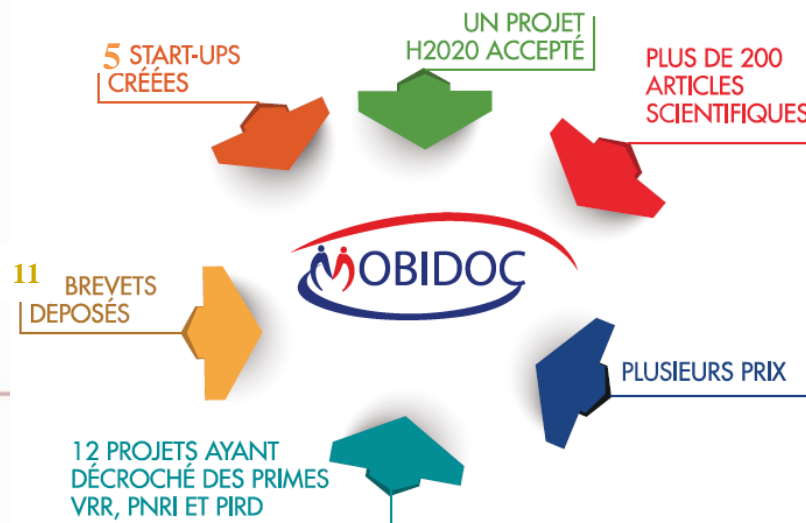 5 START-UPS
CRÉÉES
UN PROJET
H2020 ACCEPTÉ
PLUS DE 200
ARTICLES
SCIENTIFIQUES
MOBIDOC
11 BREVETS
DEPOSÉS
PLUSIEURS PRIX
12 PROJETS AYANT
DÉCROCHÉ DES PRIMES
VRR, PNRI ET PIRD